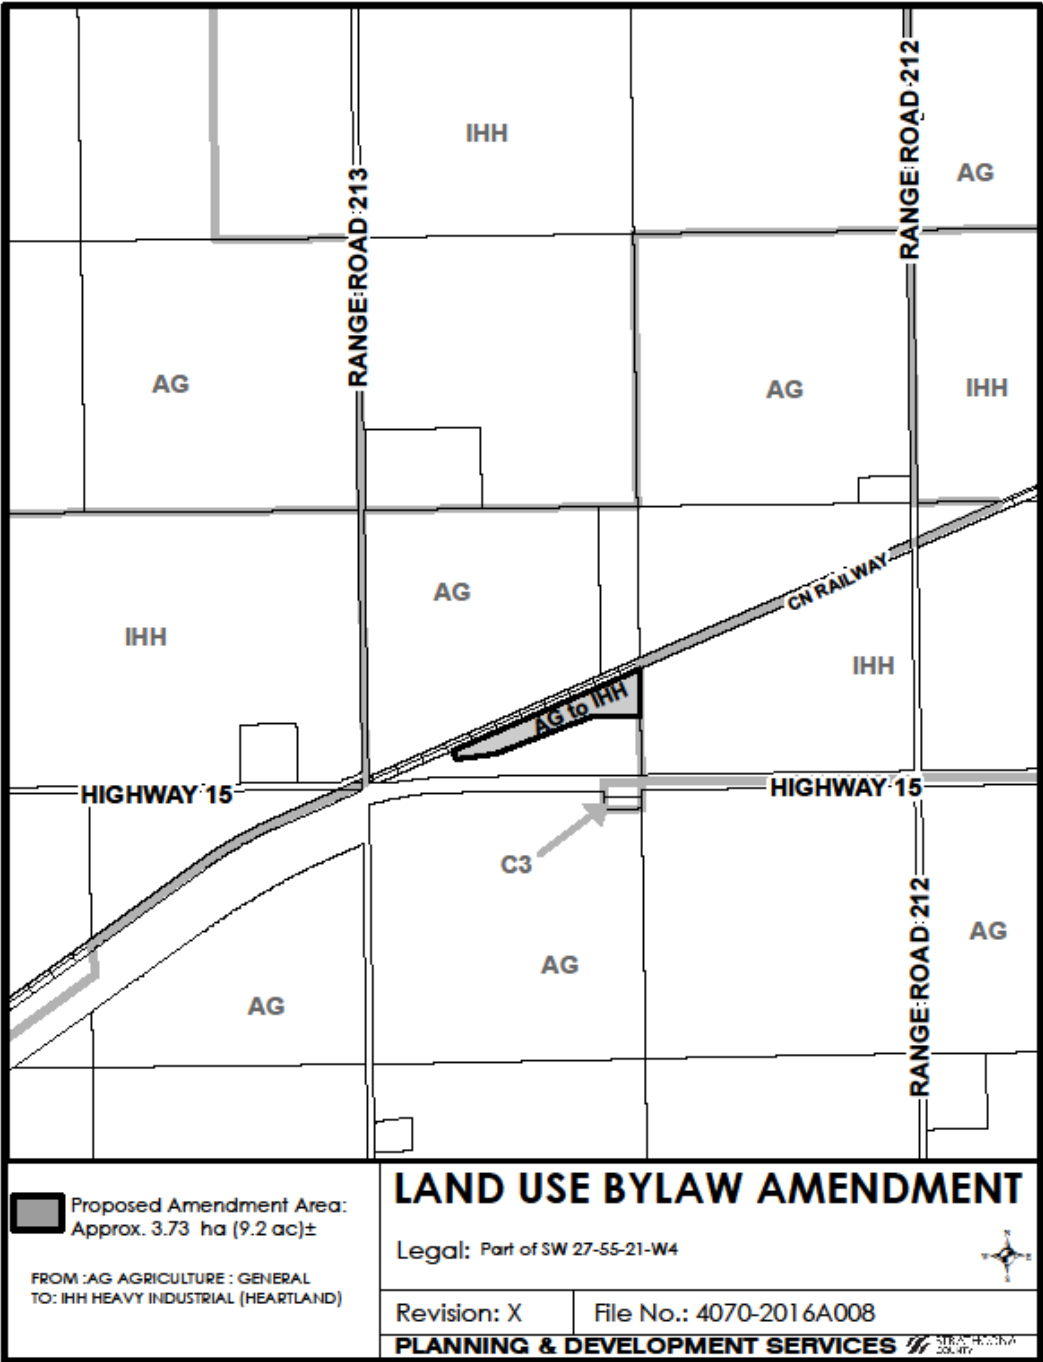 RANGE ROAD 212
IHH
AG
RANGE ROAD 213
AG
AG
IHH
AG
CN RAILWAY
IHH
IHH
AG to IHH
HIGHWAY 15
HIGHWAY 15
C3
RANGE ROAD 212
AG
AG
AG
Proposed Amendment Area:
Approx. 3.73 ha (9.2 ac)±
FROM :AG AGRICULTURE : GENERAL
TO: IHH HEAVY INDUSTRIAL (HEARTLAND)
LAND USE BYLAW AMENDMENT
Legal: Part of SW 27-55-21-W4
N
W E
S
Revision: X
File No.: 4070-2016A008
PLANNING & DEVELOPMENT SERVICES
STRATHCONA
COUNTY